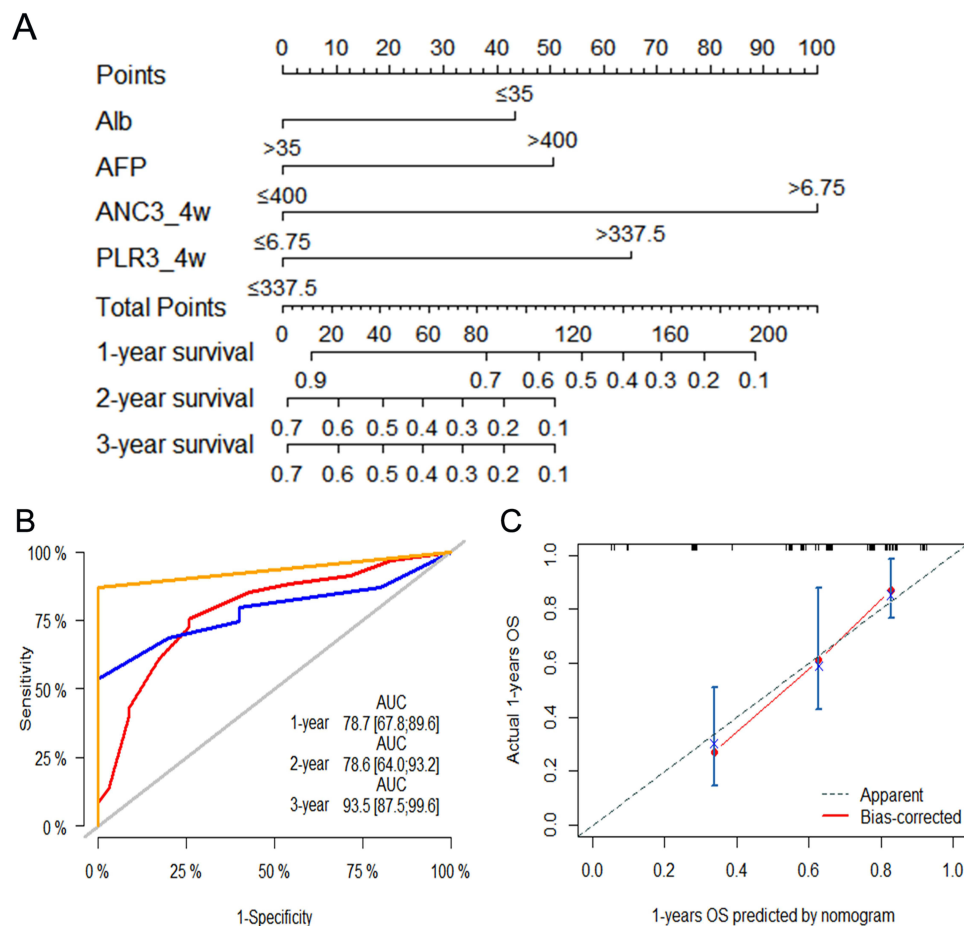 A
0 10 20 30 40 50 60 70 80 90 100
Points
≤35
Alb
>35 >400
AFP
≤400 >6.75
ANC3_4w
≤6.75 >337.5
PLR3_4w
≤337.5
Total Points
0 40 80 120 160 200
1-year survival
0.9 0.7 0.6 0.5 0.4 0.3 0.2 0.1
2-year survival
0.7 0.6 0.5 0.4 0.3 0.2 0.1
3-year survival
0.7 0.6 0.5 0.4 0.3 0.2 0.1
B
100 %
75 %
50 %
25 %
0 %
Sensitivity
AUC
1-year 78.7 [67.8;89.6]
AUC
2-year 78.6 [64.0;93.2]
AUC
3-year 93.5 [87.5;99.6]
0 % 25 % 50 % 75 % 100 %
1-Specificity
C
1.0
0.8
0.6
0.4
0.2
0.0
Actual 1-years OS
Apparent
Bias-corrected
0.0 0.2 0.4 0.6 0.8 1.0
1-years OS predicted by nomogram